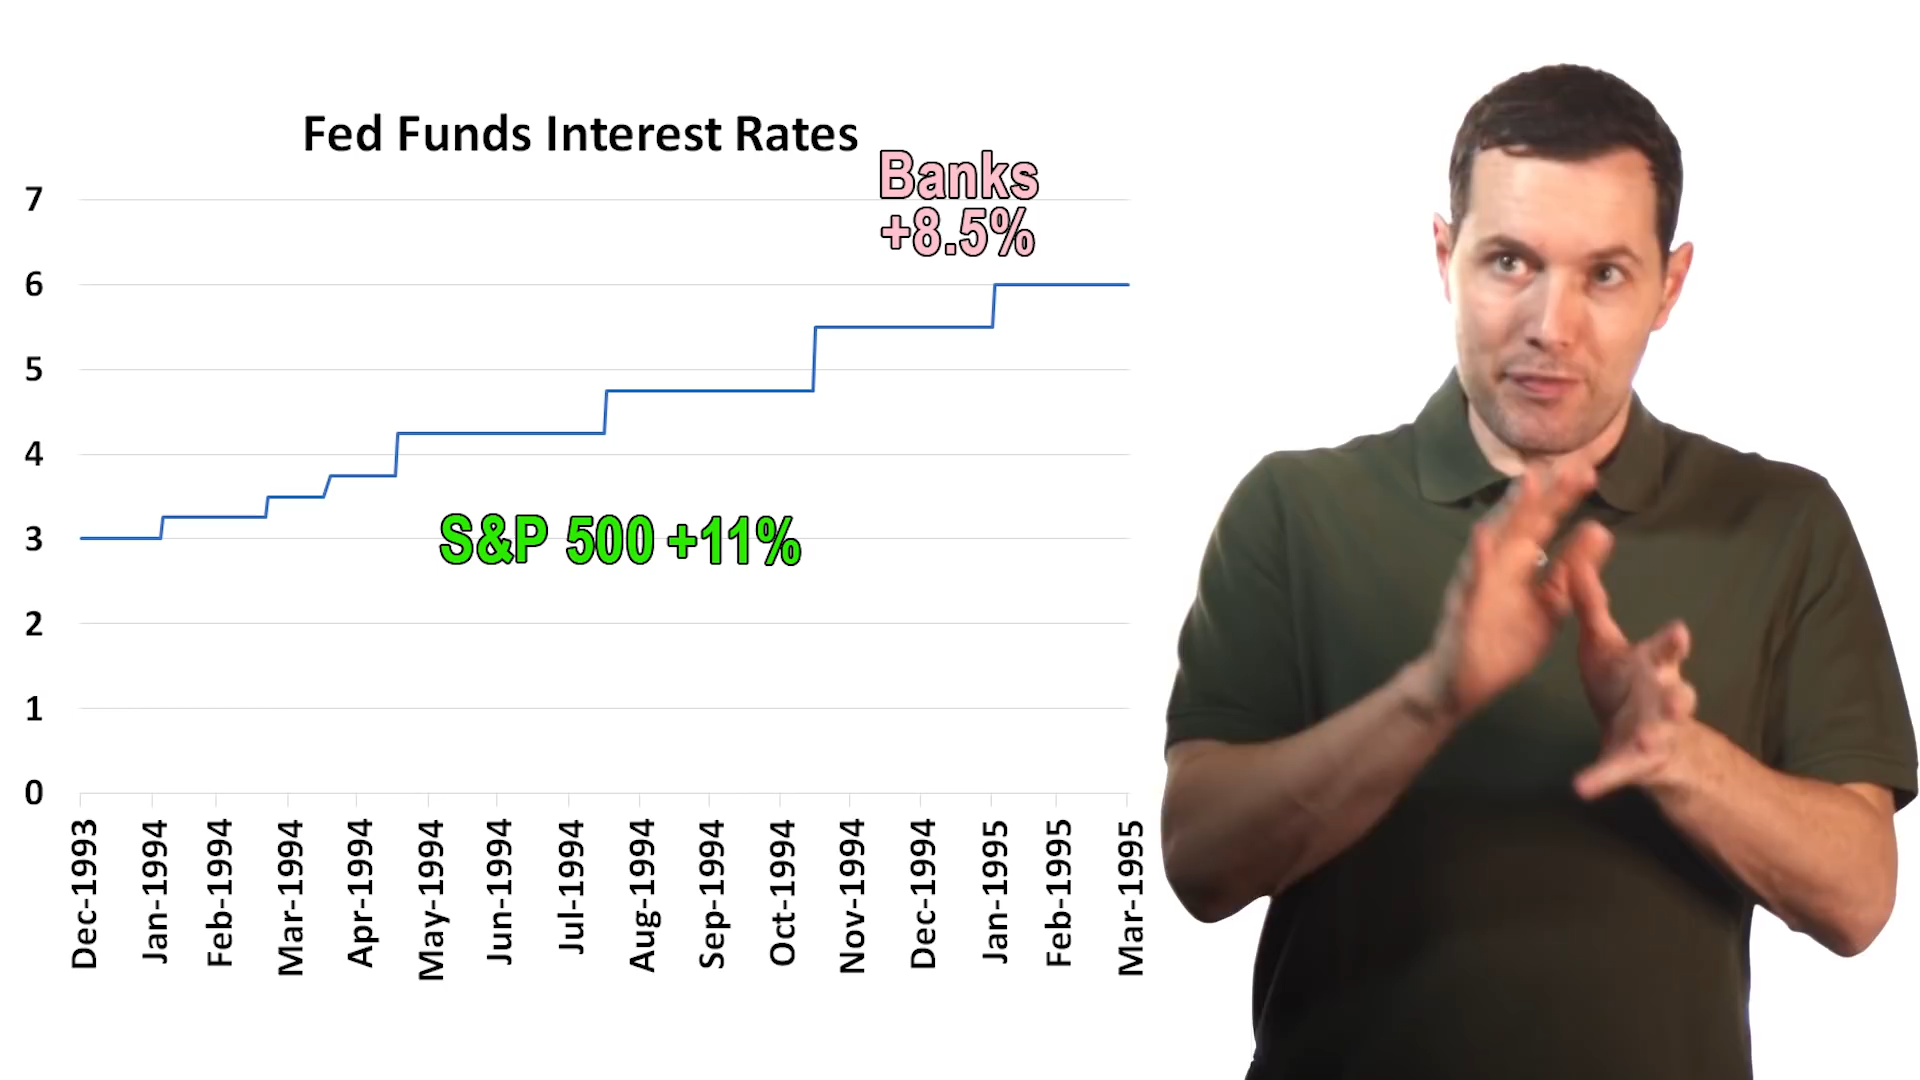 Fed Funds Interest Rates
Banks
+8.5%
7
6
5
4
3
2
1
0
S&P 500 +11%
Dec-1993
Jan-1994
Feb-1994
Mar-1994
Apr-1994
May-1994
Jun-1994
Jul-1994
Aug-1994
Sep-1994
Oct-1994
Nov-1994
Dec-1994
Jan-1995
Feb-1995
Mar-1995